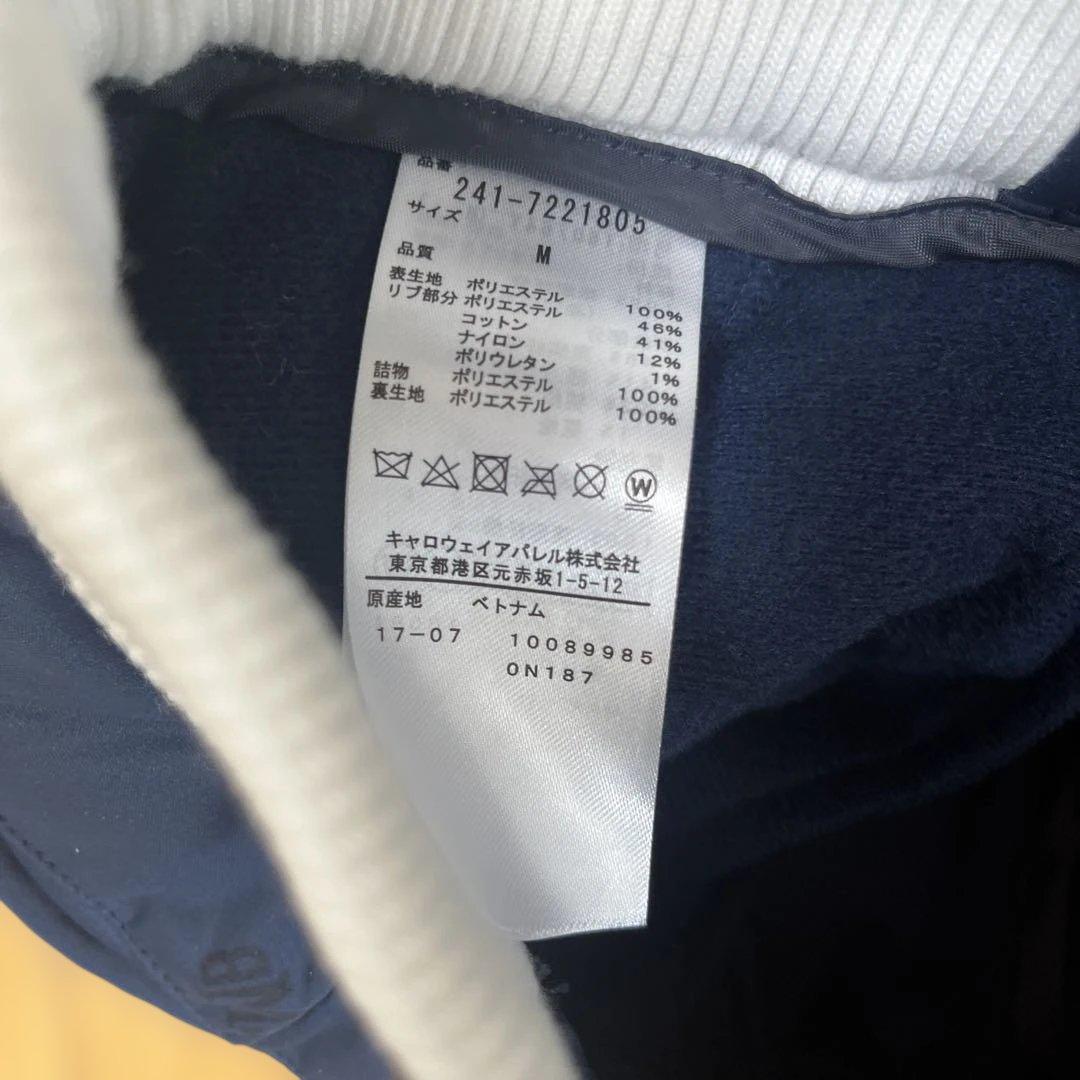 品番
241-7221805
サイズ
M
品質
表生地 ポリエステル 100%
リブ部分 ポリエステル 46%
コットン 41%
ナイロン 12%
ポリウレタン 1%
詰物 ポリエステル 100%
裏生地 ポリエステル 100%
W
キャロウェイアパレル株式会社
東京都港区元赤坂1-5-12
原産地 ベトナム
17-07 10089985
0N187